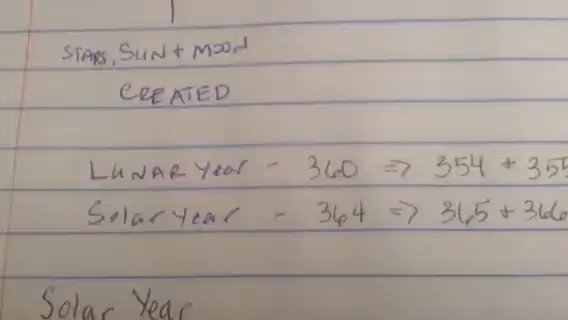 STARS, SUN + MOON
CREATED
LUNAR Year - 360 => 354 + 355
Solar Year - 364 => 365 + 366
Solar Year